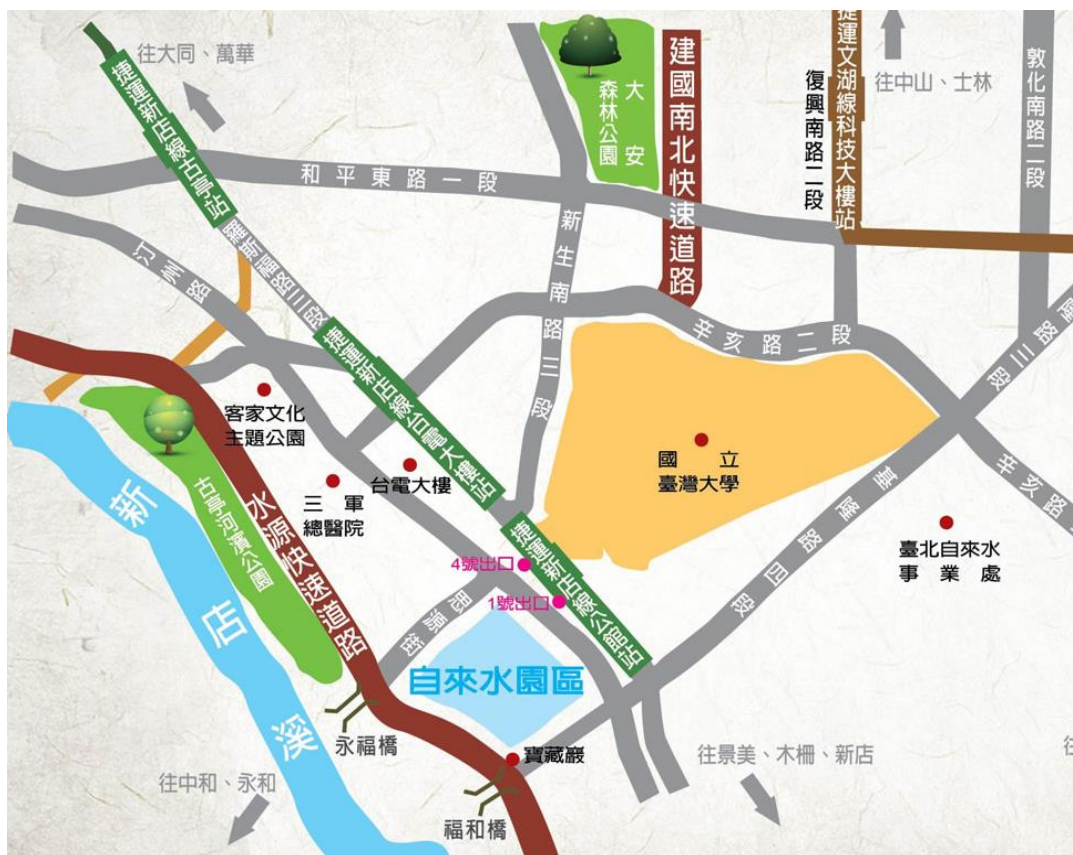 往大同、萬華
捷運新店線古亭站
大安
森林公園
建國南北快速道路
捷運文湖線科技大樓站
復興南路二段
往中山、士林
敦化南路二段
和平東路一段
新生南路三段
汀州路
羅斯福路三段
辛亥路二段
基隆路三段
捷運新店線台電大樓站
客家文化
主題公園
國立
臺灣大學
台電大樓
三軍
總醫院
古亭河濱公園
水源快速道路
新店溪
基隆路四段
辛亥路
臺北自來水
事業處
4號出口
捷運新店線公館站
1號出口
思源街
自來水園區
永福橋
寶藏巖
往景美、木柵、新店
往中和、永和
福和橋